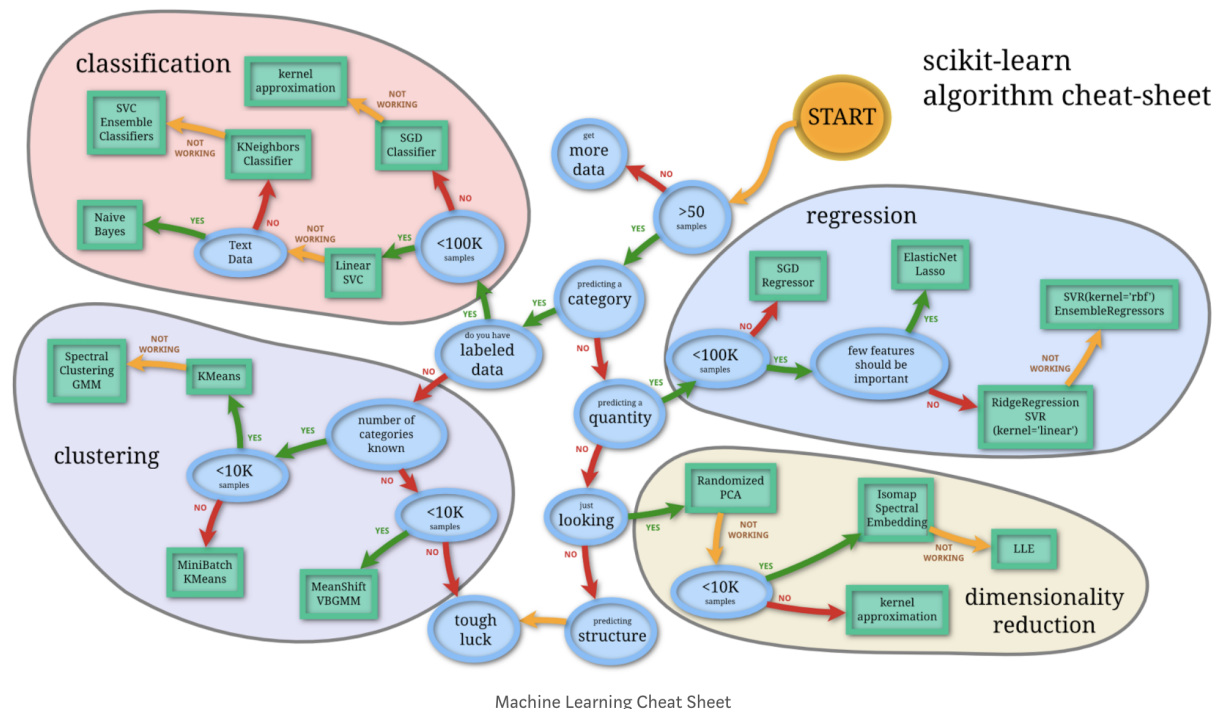 scikit-learn
algorithm cheat-sheet
START
get
more
data
NO
>50
samples
YES
predicting a
category
YES
NO
do you have
labeled
data
YES
NO
predicting a
quantity
YES
NO
just
looking
YES
NO
predicting
structure
tough
luck
classification
kernel
approximation
NOT
WORKING
SVC
Ensemble
Classifiers
NOT
WORKING
KNeighbors
Classifier
SGD
Classifier
NO
Naive
Bayes
YES
Text
Data
NO
NOT
WORKING
Linear
SVC
YES
<100K
samples
regression
SGD
Regressor
NO
<100K
samples
YES
ElasticNet
Lasso
YES
few features
should be
important
NO
SVR(kernel='rbf')
EnsembleRegressors
NOT
WORKING
RidgeRegression
SVR
(kernel='linear')
clustering
Spectral
Clustering
GMM
NOT
WORKING
KMeans
YES
<10K
samples
NO
MiniBatch
KMeans
YES
number of
categories
known
NO
<10K
samples
YES
NO
MeanShift
VBGMM
dimensionality
reduction
Randomized
PCA
NOT
WORKING
<10K
samples
YES
NO
Isomap
Spectral
Embedding
NOT
WORKING
LLE
kernel
approximation
Machine Learning Cheat Sheet